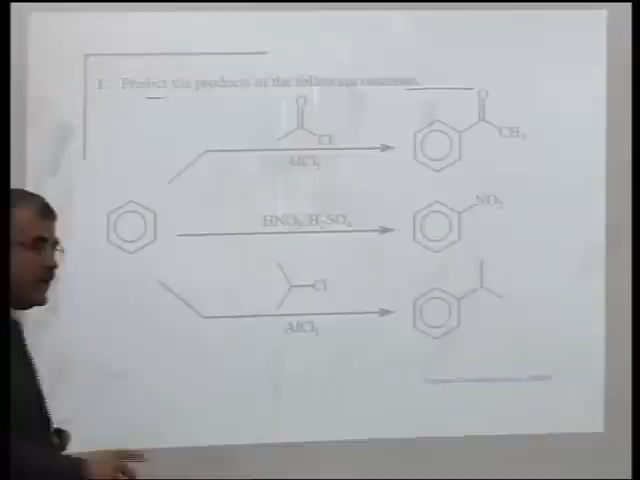 1. Predict the products of the following reactions.
O
Cl
AlCl3
O
CH3
HNO3/H2SO4
NO2
Cl
AlCl3